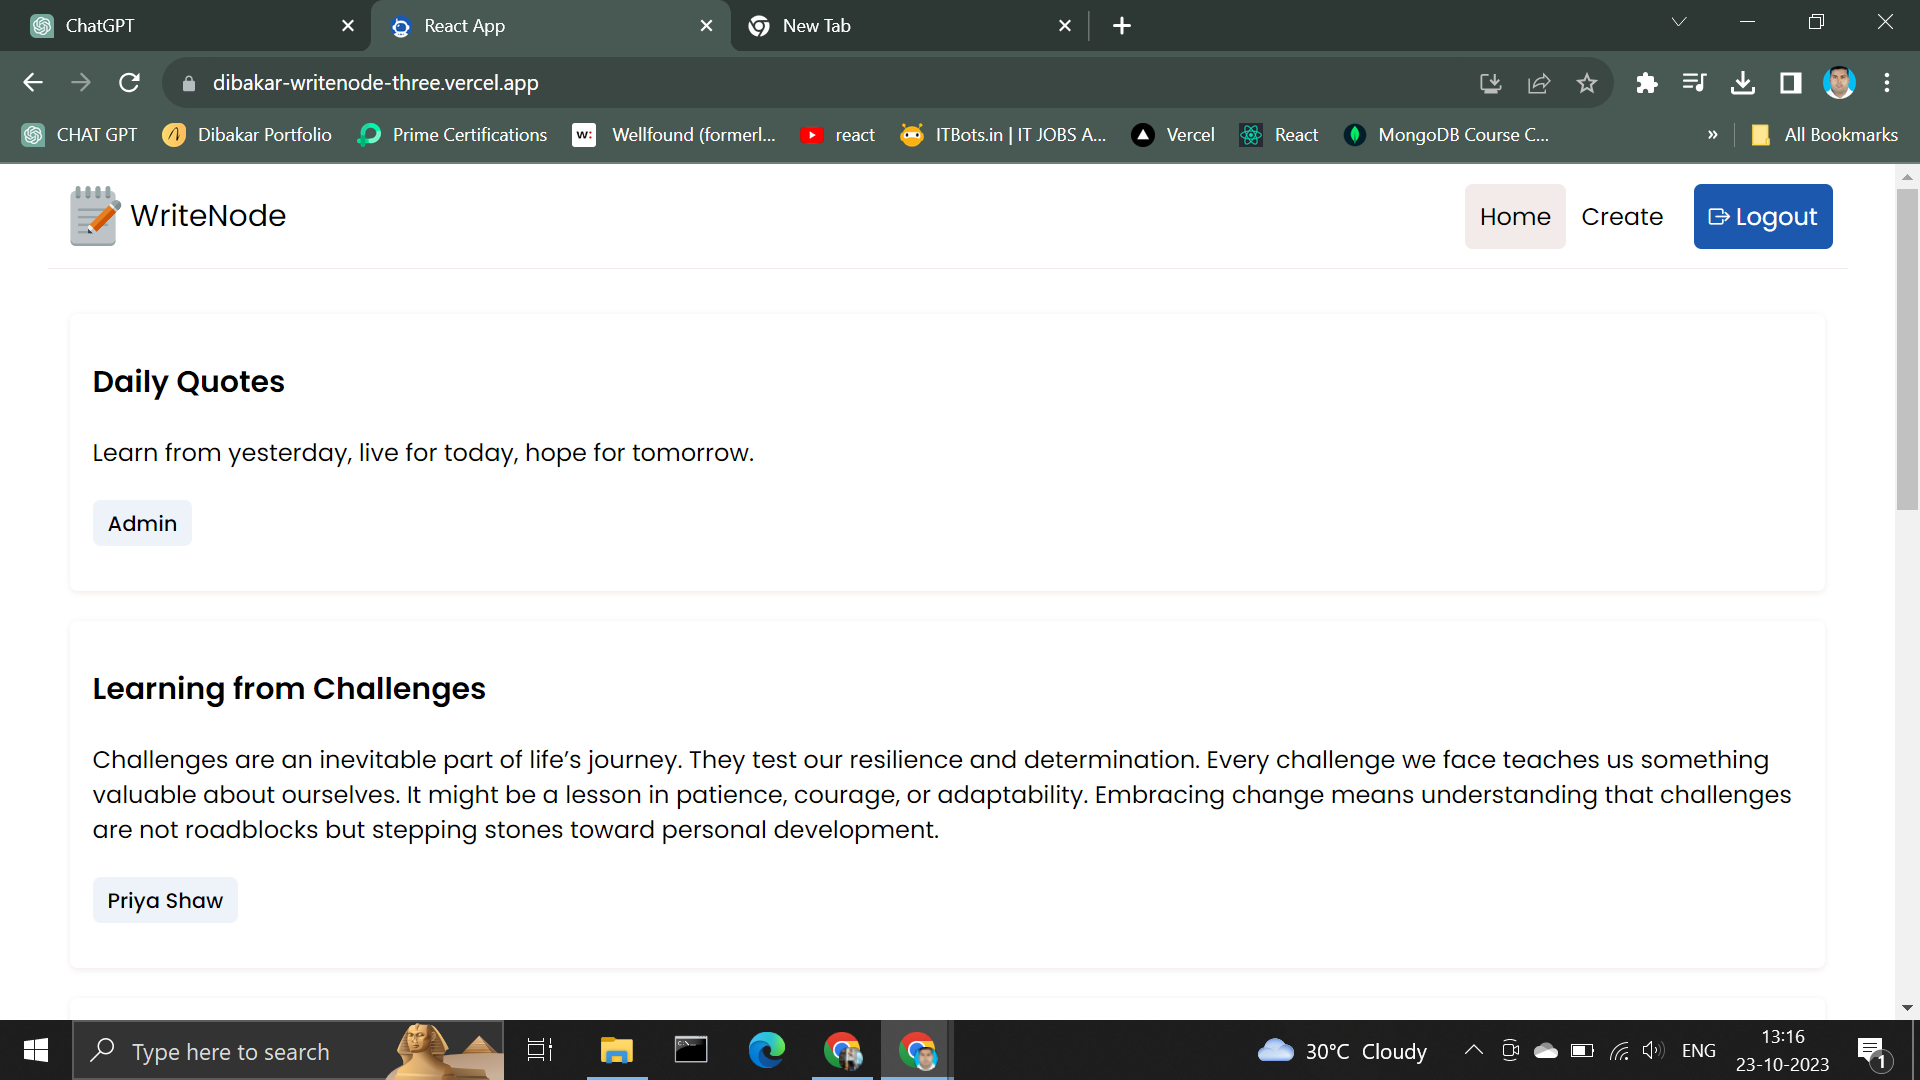 ChatGPT
React App
New Tab
dibakar-writenode-three.vercel.app
CHAT GPT
Dibakar Portfolio
Prime Certifications
w: Wellfound (formerl...
react
ITBots.in | IT JOBS A...
Vercel
React
MongoDB Course C...
»
All Bookmarks
WriteNode
Home
Create
Logout
Daily Quotes
Learn from yesterday, live for today, hope for tomorrow.
Admin
Learning from Challenges
Challenges are an inevitable part of life’s journey. They test our resilience and determination. Every challenge we face teaches us something
valuable about ourselves. It might be a lesson in patience, courage, or adaptability. Embracing change means understanding that challenges
are not roadblocks but stepping stones toward personal development.
Priya Shaw
Type here to search
30°C Cloudy
ENG
13:16
23-10-2023
1